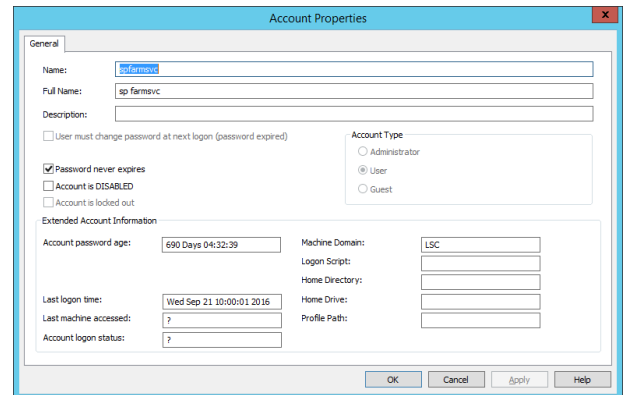 Account Properties
x
General
Name: spfarmsvc
Full Name: sp farmsvc
Description:
User must change password at next logon (password expired)
Password never expires
Account is DISABLED
Account is locked out
Account Type
Administrator
User
Guest
Extended Account Information
Account password age: 690 Days 04:32:39
Machine Domain: LSC
Logon Script:
Home Directory:
Last logon time: Wed Sep 21 10:00:01 2016
Home Drive:
Last machine accessed: ?
Profile Path:
Account logon status: ?
OK Cancel Apply Help